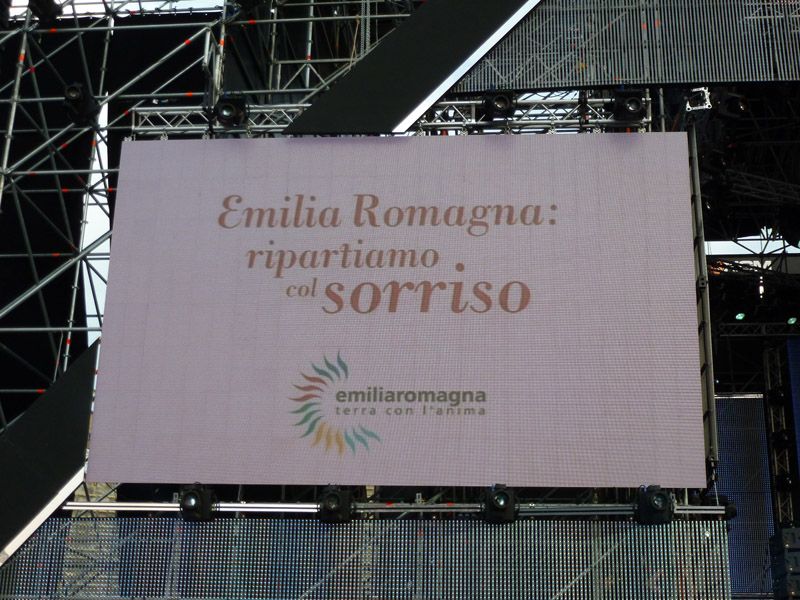 Emilia Romagna:
ripartiamo
col sorriso
emiliaromagna
terra con l'anima